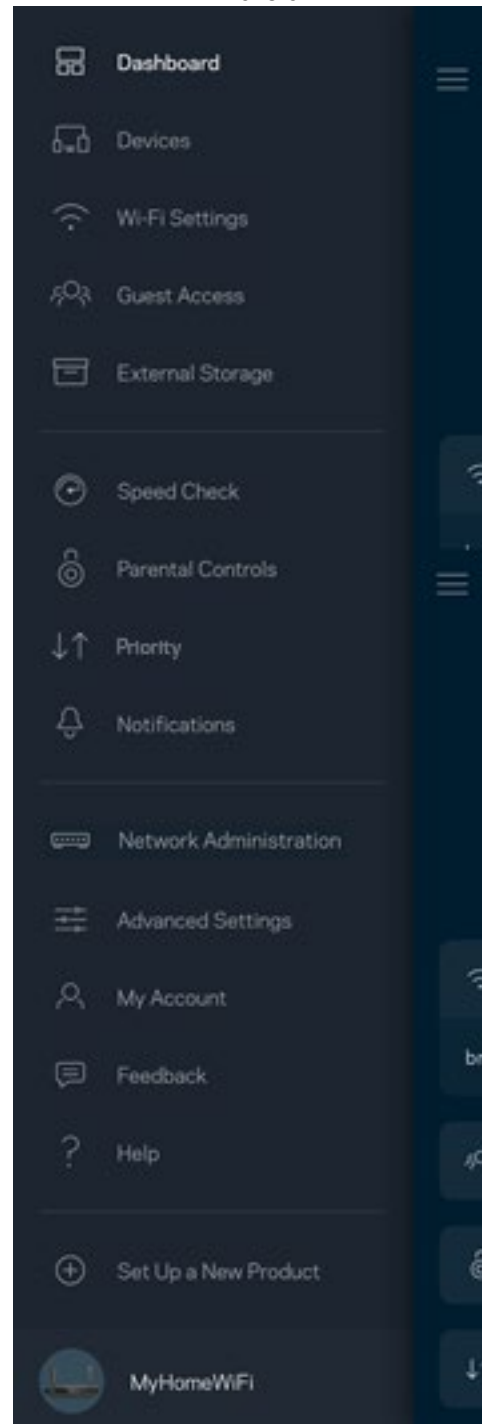 Dashboard
Devices
Wi-Fi Settings
Guest Access
External Storage
Speed Check
Parental Controls
Priority
Notifications
Network Administration
Advanced Settings
My Account
Feedback
Help
Set Up a New Product
MyHomeWiFi